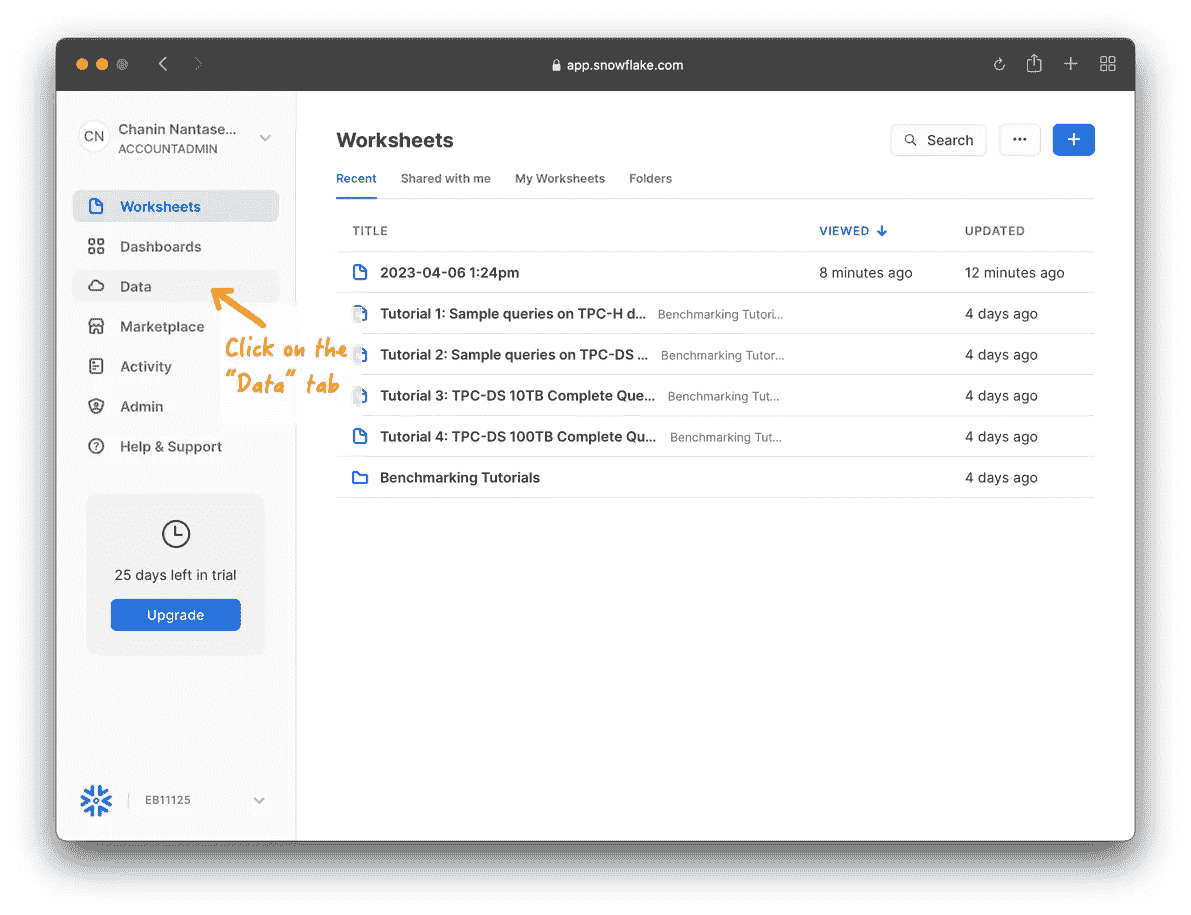 app.snowflake.com
CN
Chanin Nantase...
ACCOUNTADMIN
Worksheets
Dashboards
Data
Marketplace
Activity
Admin
Help & Support
Click on the
"Data" tab
25 days left in trial
Upgrade
EB11125
Worksheets
Search
Recent Shared with me My Worksheets Folders
TITLE VIEWED UPDATED
2023-04-06 1:24pm 8 minutes ago 12 minutes ago
Tutorial 1: Sample queries on TPC-H d... Benchmarking Tutori... 4 days ago
Tutorial 2: Sample queries on TPC-DS ... Benchmarking Tutor... 4 days ago
Tutorial 3: TPC-DS 10TB Complete Que... Benchmarking Tut... 4 days ago
Tutorial 4: TPC-DS 100TB Complete Qu... Benchmarking Tut... 4 days ago
Benchmarking Tutorials 4 days ago